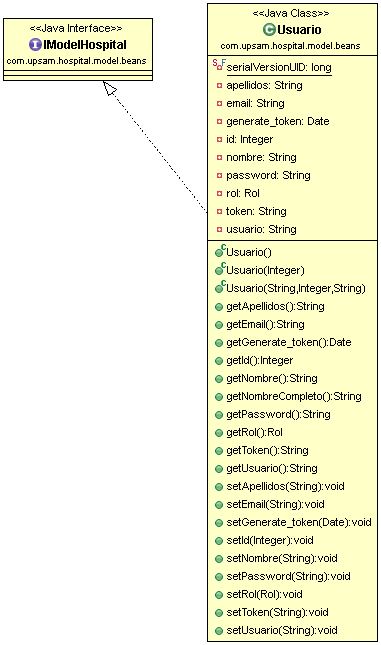 <<Java Interface>>
I IModelHospital
com.upsam.hospital.model.beans
<<Java Class>>
C Usuario
com.upsam.hospital.model.beans
S F serialVersionUID: long
apellidos: String
email: String
generate_token: Date
id: Integer
nombre: String
password: String
rol: Rol
token: String
usuario: String
C Usuario()
C Usuario(Integer)
C Usuario(String,Integer,String)
getApellidos():String
getEmail():String
getGenerate_token():Date
getId():Integer
getNombre():String
getNombreCompleto():String
getPassword():String
getRol():Rol
getToken():String
getUsuario():String
setApellidos(String):void
setEmail(String):void
setGenerate_token(Date):void
setId(Integer):void
setNombre(String):void
setPassword(String):void
setRol(Rol):void
setToken(String):void
setUsuario(String):void